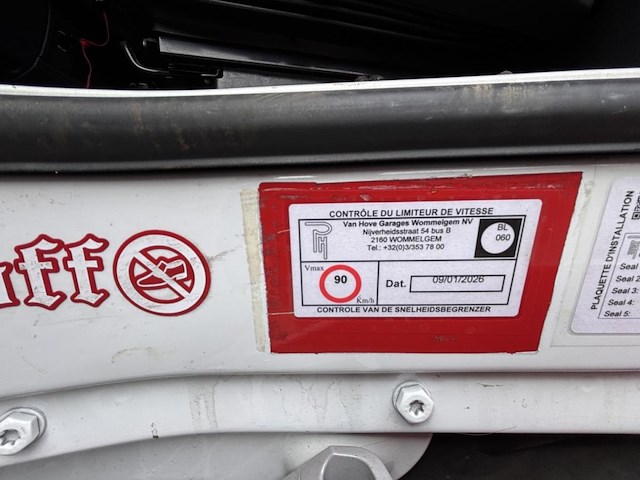 uff
CONTRÔLE DU LIMITEUR DE VITESSE
Van Hove Garages Wommelgem NV
Nijverheidsstraat 54 bus B
2160 WOMMELGEM
Tel.: +32(0)3/353 78 00
BL
060
Vmax
90
Km/h
Dat. 09/01/2026
CONTROLE VAN DE SNELHEIDSBEGRENZER
PLAQUETTE D'INSTALLATION
Seal
Seal 2
Seal 3:
Seal 4:
Seal 5: